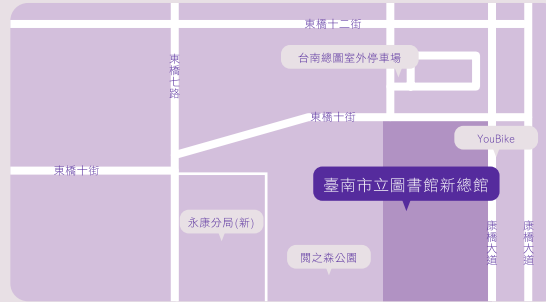 東橋十二街
東橋七路
台南總圖室外停車場
東橋十街
YouBike
東橋十街
臺南市立圖書館新總館
永康分局(新)
康橋大道
康橋大道
閱之森公園